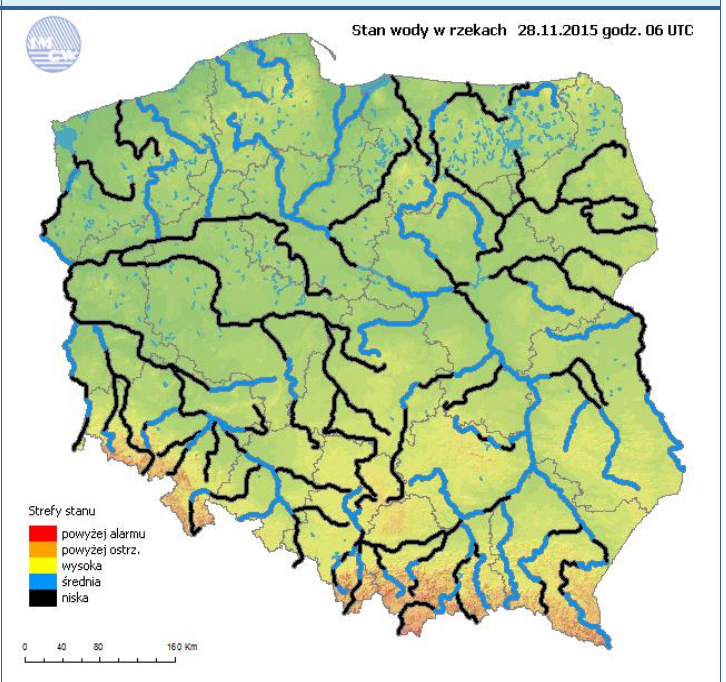 Stan wody w rzekach 28.11.2015 godz. 06 UTC
Strefy stanu
powyżej alarmu
powyżej ostrz.
wysoka
średnia
niska
0 40 80 160 Km